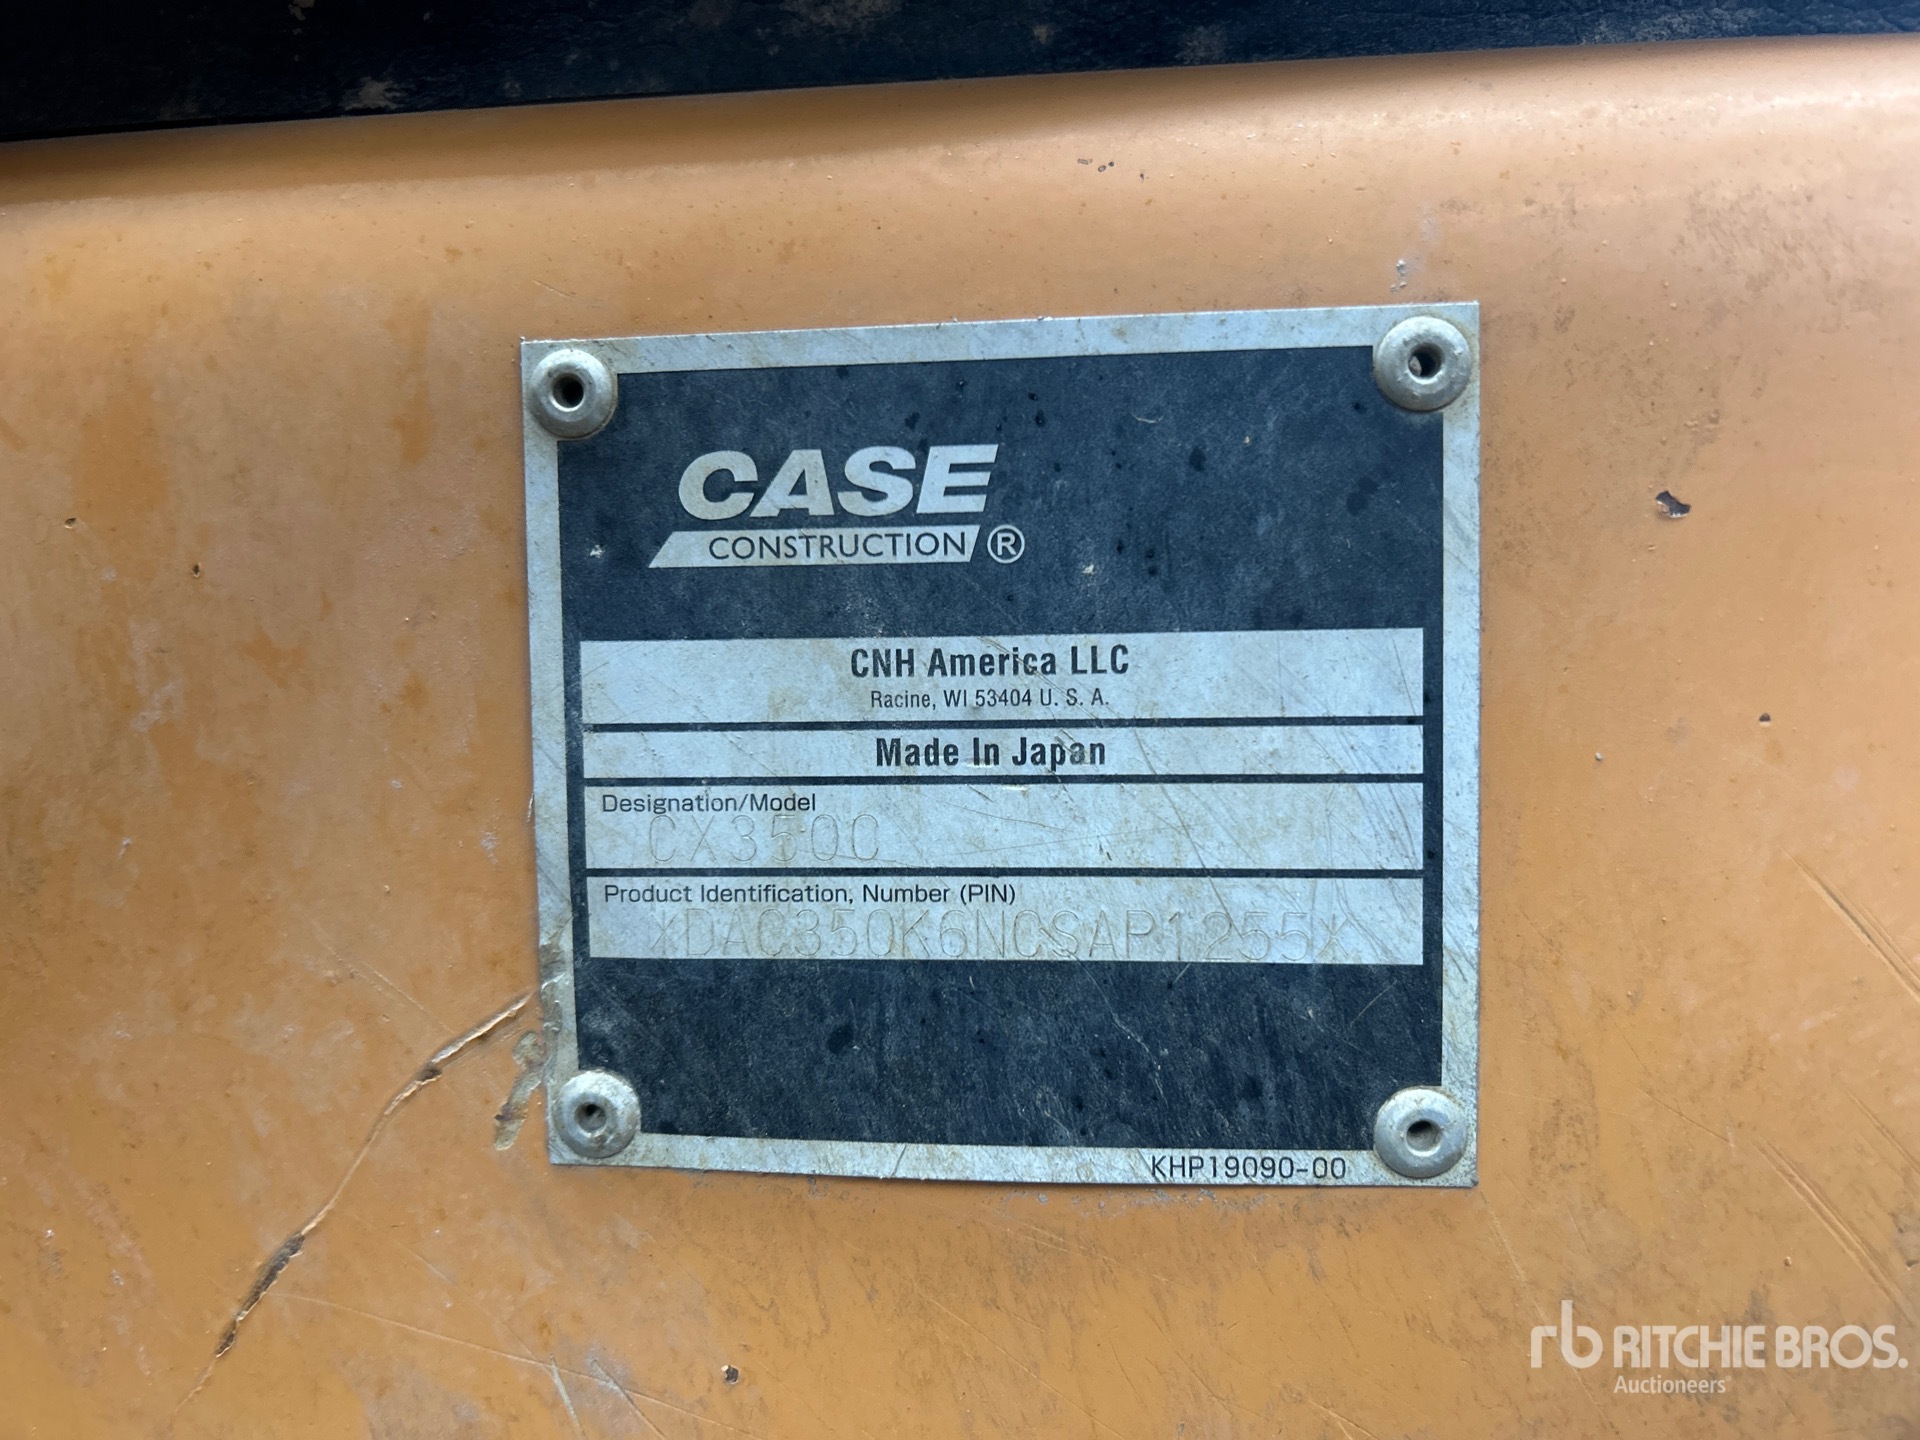 CASE
CONSTRUCTION ®
CNH America LLC
Racine, WI 53404 U. S. A.
Made In Japan
Designation/Model
CX350C
Product Identification, Number (PIN)
*DAC350K6NCSAP1255*
KHP19090-00
rb RITCHIE BROS.
Auctioneers